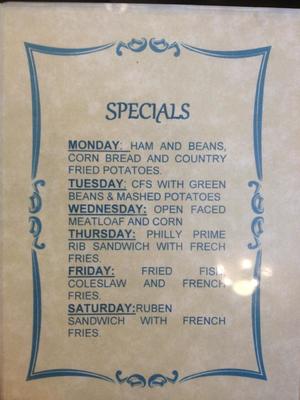 SPECIALS
MONDAY: HAM AND BEANS,
CORN BREAD AND COUNTRY
FRIED POTATOES.
TUESDAY: CFS WITH GREEN
BEANS & MASHED POTATOES
WEDNESDAY: OPEN FACED
MEATLOAF AND CORN
THURSDAY: PHILLY PRIME
RIB SANDWICH WITH FRECH
FRIES.
FRIDAY: FRIED FISH
COLESLAW AND FRENCH
FRIES.
SATURDAY:RUBEN
SANDWICH WITH FRENCH
FRIES.